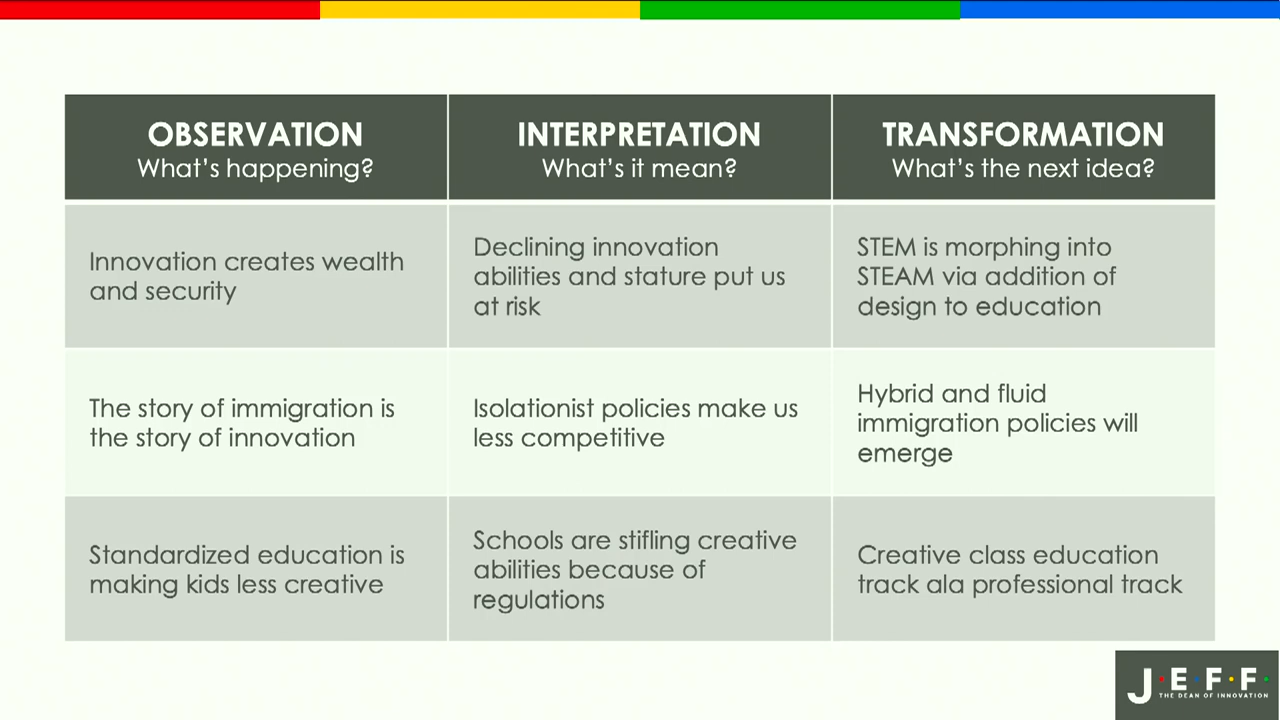 OBSERVATION
What's happening?
INTERPRETATION
What's it mean?
TRANSFORMATION
What's the next idea?
Innovation creates wealth
and security
Declining innovation
abilities and stature put us
at risk
STEM is morphing into
STEAM via addition of
design to education
The story of immigration is
the story of innovation
Isolationist policies make us
less competitive
Hybrid and fluid
immigration policies will
emerge
Standardized education is
making kids less creative
Schools are stifling creative
abilities because of
regulations
Creative class education
track ala professional track
J·E·F·F·
THE DEAN OF INNOVATION